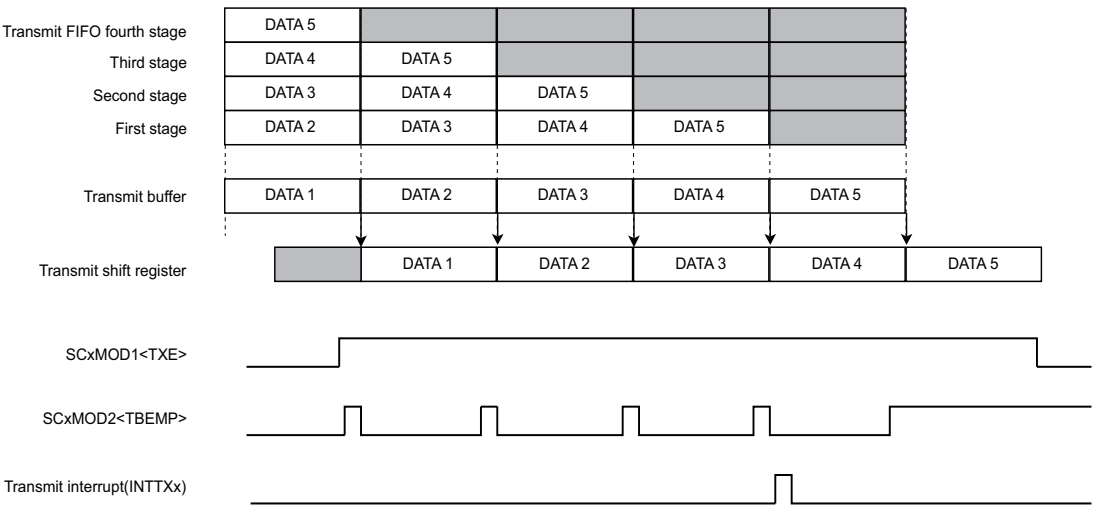 Transmit FIFO fourth stage DATA 5
Third stage DATA 4 DATA 5
Second stage DATA 3 DATA 4 DATA 5
First stage DATA 2 DATA 3 DATA 4 DATA 5
Transmit buffer DATA 1 DATA 2 DATA 3 DATA 4 DATA 5
Transmit shift register DATA 1 DATA 2 DATA 3 DATA 4 DATA 5
SCxMOD1<TXE>
SCxMOD2<TBEMP>
Transmit interrupt(INTTXx)